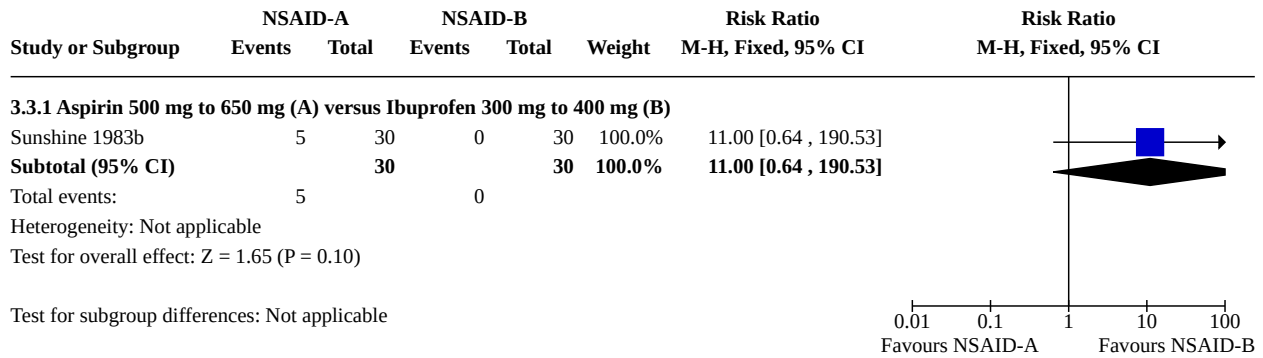 NSAID-A NSAID-B Risk Ratio Risk Ratio
Study or Subgroup Events Total Events Total Weight M-H, Fixed, 95% CI M-H, Fixed, 95% CI
3.3.1 Aspirin 500 mg to 650 mg (A) versus Ibuprofen 300 mg to 400 mg (B)
Sunshine 1983b 5 30 0 30 100.0% 11.00 [0.64 , 190.53]
Subtotal (95% CI) 30 30 100.0% 11.00 [0.64 , 190.53]
Total events: 5 0
Heterogeneity: Not applicable
Test for overall effect: Z = 1.65 (P = 0.10)
Test for subgroup differences: Not applicable
0.01 0.1 1 10 100
Favours NSAID-A Favours NSAID-B